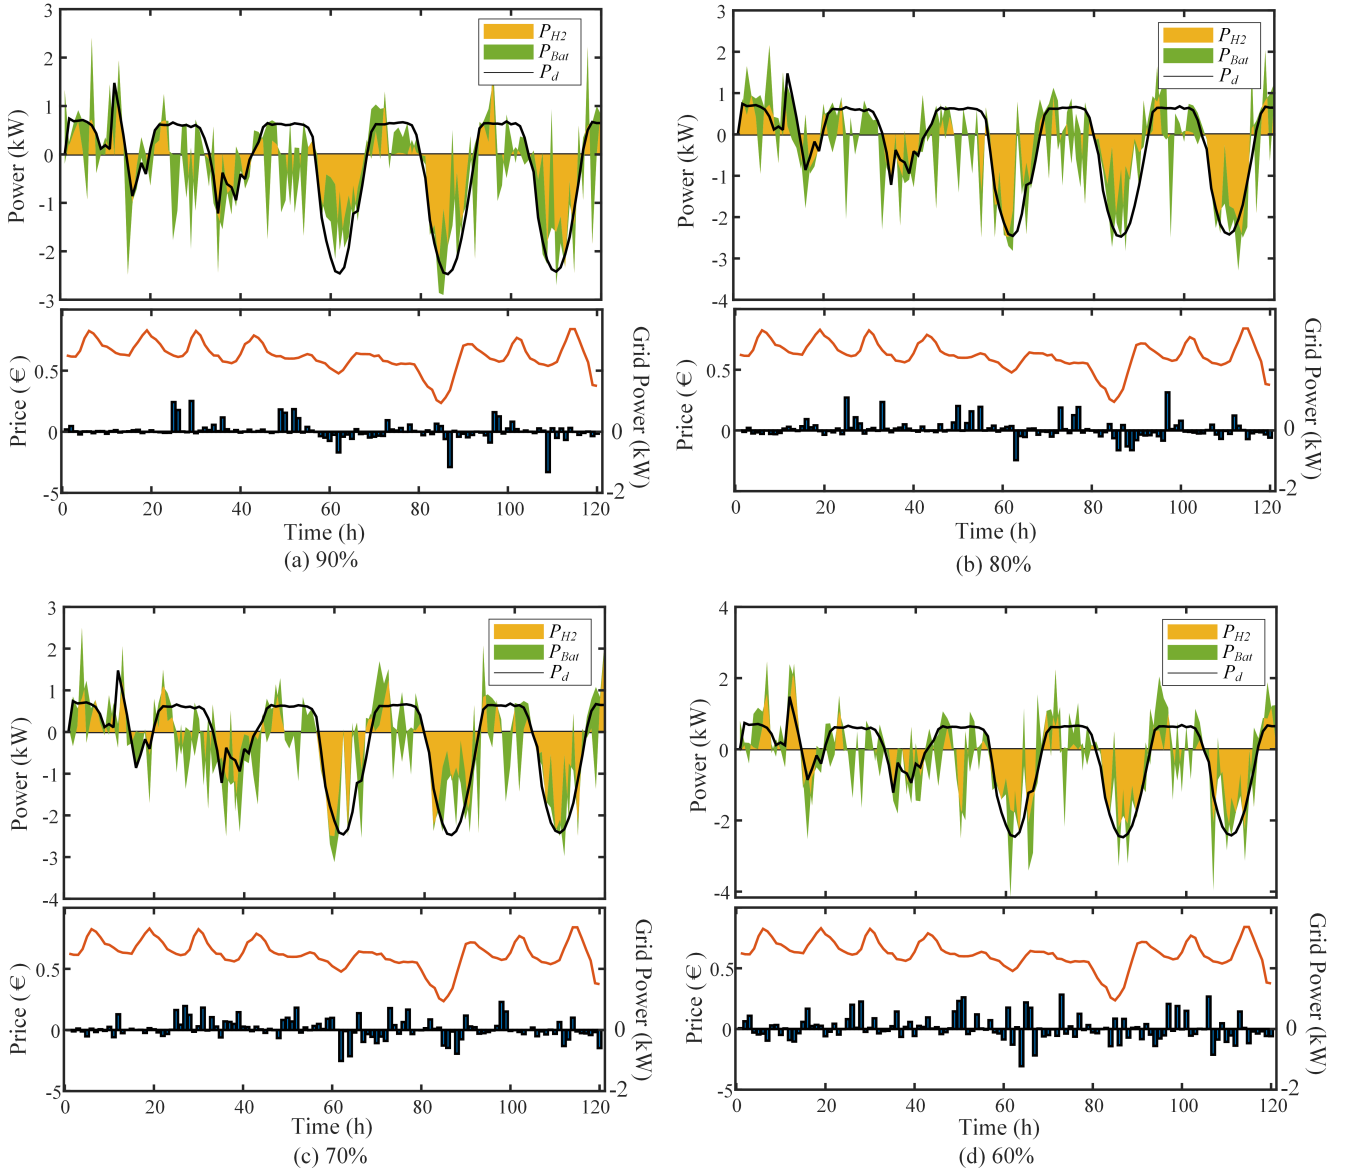 3
2
1
0
-1
-2
-3
Power (kW)
P_H2
P_Bat
P_d
0.5
0
-5
Price (€)
0
-2
Grid Power (kW)
0 20 40 60 80 100 120
Time (h)
(a) 90%
3
2
1
0
-1
-2
-3
-4
Power (kW)
P_H2
P_Bat
P_d
0.5
0
Price (€)
0
-2
Grid Power (kW)
0 20 40 60 80 100 120
Time (h)
(b) 80%
3
2
1
0
-1
-2
-3
-4
Power (kW)
P_H2
P_Bat
P_d
0.5
0
-5
Price (€)
0
-2
Grid Power (kW)
0 20 40 60 80 100 120
Time (h)
(c) 70%
4
2
0
-2
-4
Power (kW)
P_H2
P_Bat
P_d
0.5
0
-5
Price (€)
0
-2
Grid Power (kW)
0 20 40 60 80 100 120
Time (h)
(d) 60%